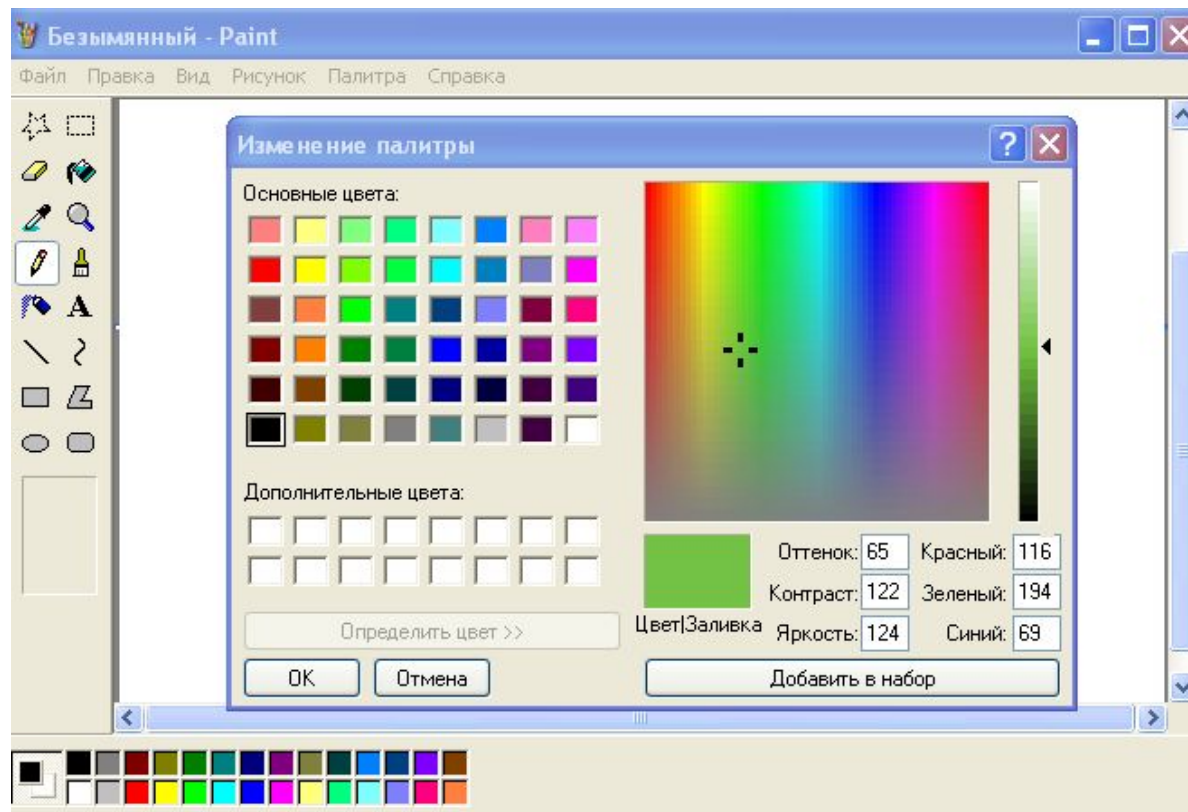 Безымянный - Paint
Файл Правка Вид Рисунок Палитра Справка
Изменение палитры
Основные цвета:
Дополнительные цвета:
Определить цвет >>
ОК Отмена
Цвет|Заливка
Оттенок: 65 Красный: 116
Контраст: 122 Зеленый: 194
Яркость: 124 Синий: 69
Добавить в набор
A